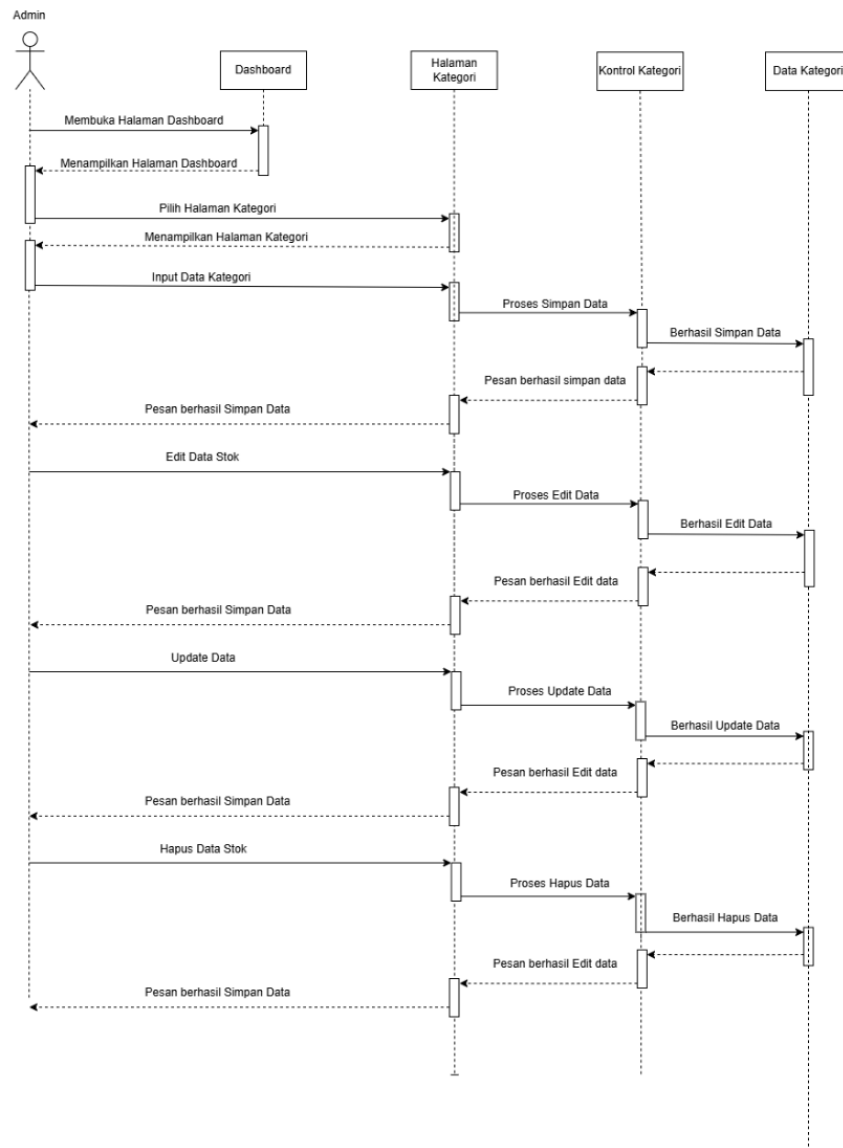 Admin
Dashboard
Halaman
Kategori
Kontrol Kategori
Data Kategori
Membuka Halaman Dashboard
Menampilkan Halaman Dashboard
Pilih Halaman Kategori
Menampilkan Halaman Kategori
Input Data Kategori
Proses Simpan Data
Berhasil Simpan Data
Pesan berhasil simpan data
Pesan berhasil Simpan Data
Edit Data Stok
Proses Edit Data
Berhasil Edit Data
Pesan berhasil Edit data
Pesan berhasil Simpan Data
Update Data
Proses Update Data
Berhasil Update Data
Pesan berhasil Edit data
Pesan berhasil Simpan Data
Hapus Data Stok
Proses Hapus Data
Berhasil Hapus Data
Pesan berhasil Edit data
Pesan berhasil Simpan Data